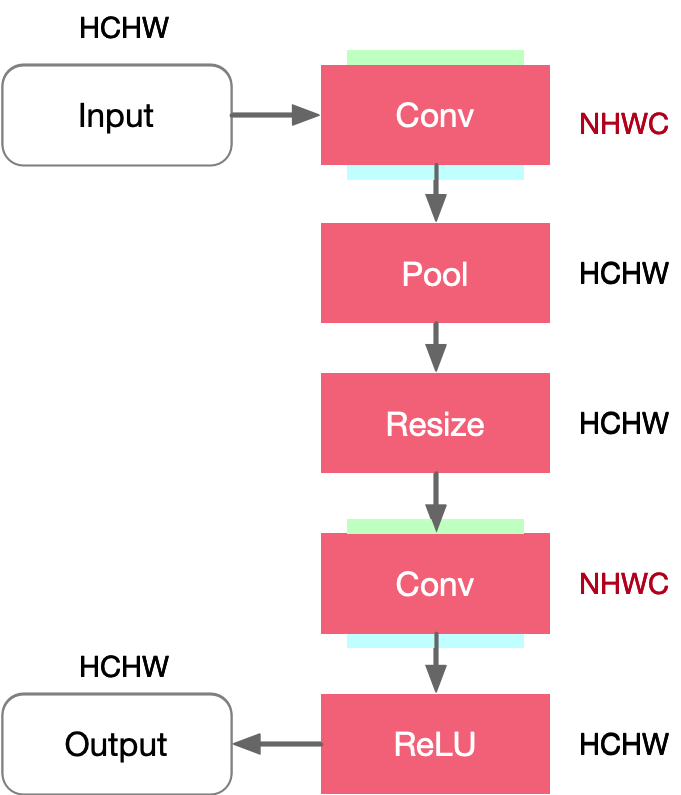 HCHW
Input
Conv
NHWC
Pool
HCHW
Resize
HCHW
Conv
NHWC
HCHW
Output
ReLU
HCHW